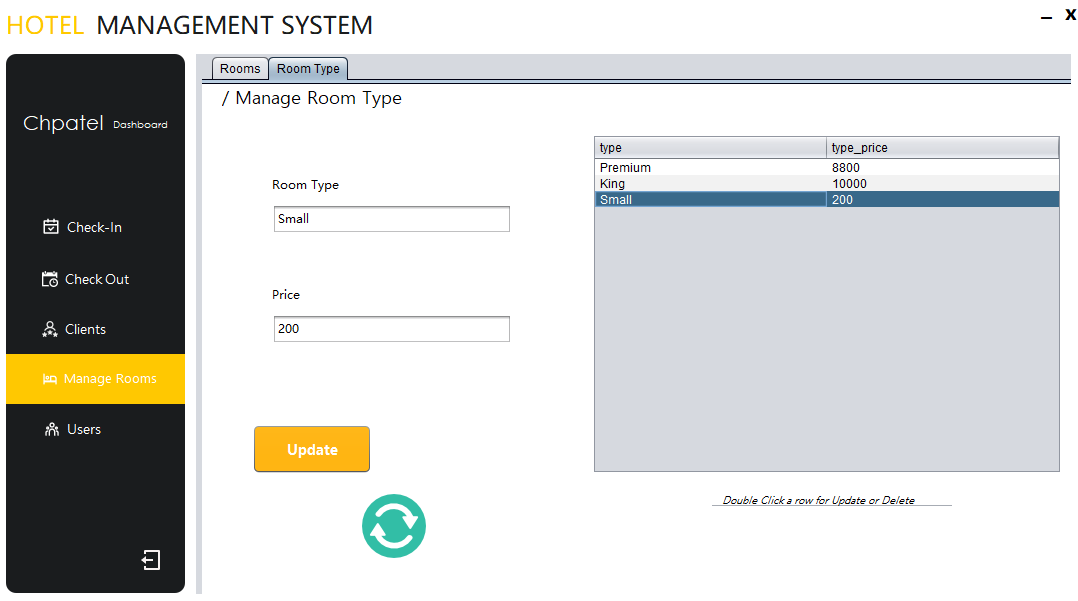 HOTEL MANAGEMENT SYSTEM
– X
Chpatel Dashboard
Check-In
Check Out
Clients
Manage Rooms
Users
Rooms Room Type
/ Manage Room Type
Room Type
Small
Price
200
Update
type type_price
Premium 8800
King 10000
Small 200
Double Click a row for Update or Delete